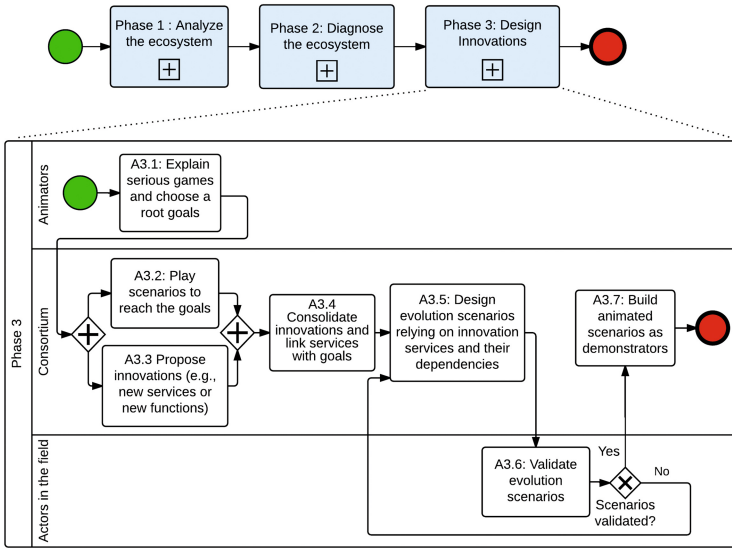 Phase 1 : Analyze
the ecosystem
Phase 2: Diagnose
the ecosystem
Phase 3: Design
Innovations
Phase 3
Animators
A3.1: Explain
serious games
and choose a
root goals
Consortium
A3.2: Play
scenarios to
reach the goals
A3.3 Propose
innovations (e.g.,
new services or
new functions)
A3.4
Consolidate
innovations and
link services
with goals
A3.5: Design
evolution scenarios
relying on innovation
services and their
dependencies
A3.7: Build
animated
scenarios as
demonstrators
Actors in the field
A3.6: Validate
evolution
scenarios
Yes
No
Scenarios
validated?